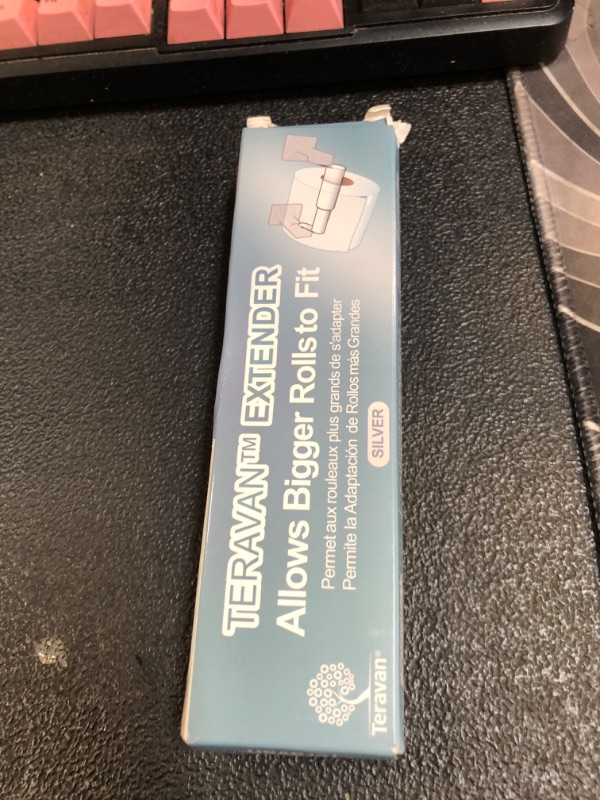 TERAVAN™ EXTENDER
Allows Bigger Rolls to Fit
Permet aux rouleaux plus grands de s'adapter
Permite la Adaptación de Rollos más Grandes
SILVER
Teravan®